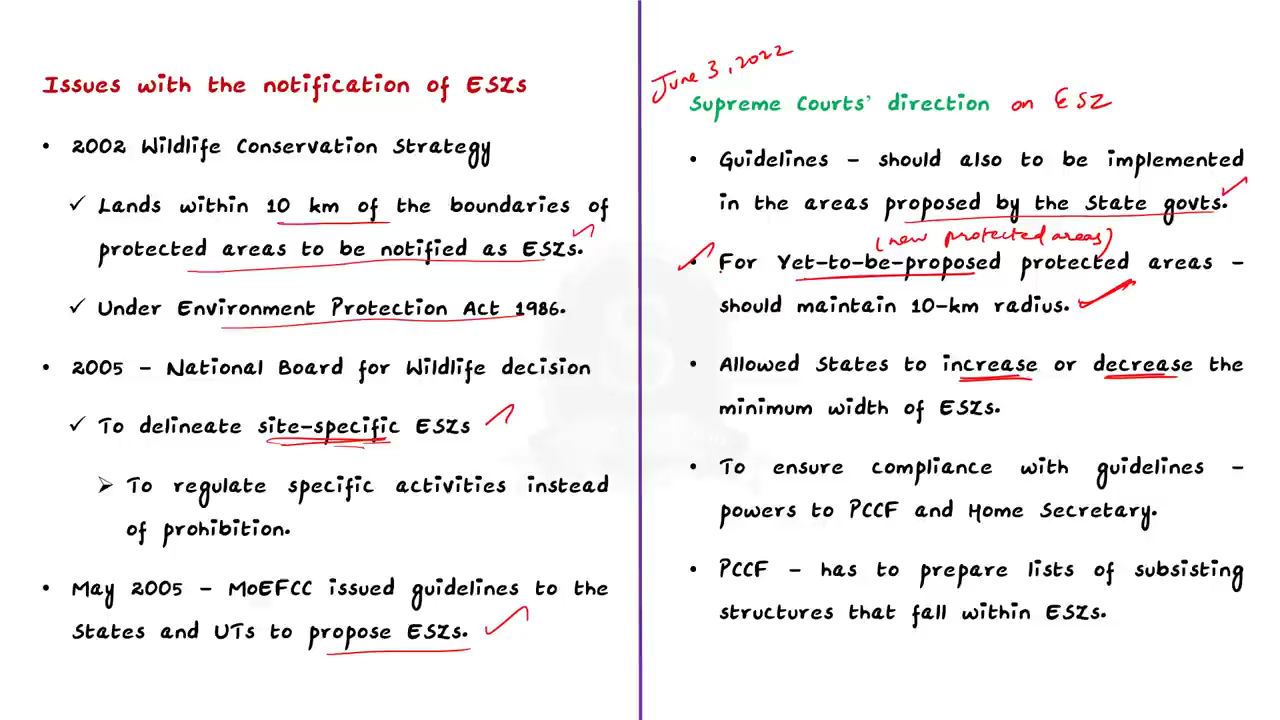 Issues with the notification of ESZs
• 2002 Wildlife Conservation Strategy
✓ Lands within 10 km of the boundaries of
protected areas to be notified as ESZs.
✓ Under Environment Protection Act 1986.
• 2005 – National Board for Wildlife decision
✓ To delineate site-specific ESZs
➢ To regulate specific activities instead
of prohibition.
• May 2005 – MoEFCC issued guidelines to the
States and UTs to propose ESZs.
June 3, 2022
Supreme Courts' direction on ESZ
• Guidelines – should also to be implemented
in the areas proposed by the State govts.
(new protected areas)
• For Yet-to-be-proposed protected areas –
should maintain 10-km radius.
• Allowed States to increase or decrease the
minimum width of ESZs.
• To ensure compliance with guidelines –
powers to PCCF and Home Secretary.
• PCCF – has to prepare lists of subsisting
structures that fall within ESZs.